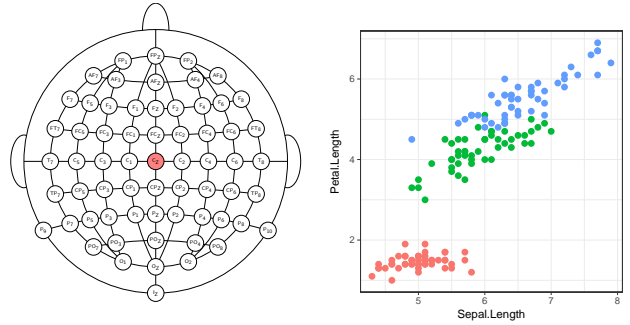 FP1 FPZ FP2
AF7 AF3 AFZ AF4 AF8
F7 F5 F3 F1 FZ F2 F4 F6 F8
FT7 FC5 FC3 FC1 FCZ FC2 FC4 FC6 FT8
T7 C5 C3 C1 CZ C2 C4 C6 T8
TP7 CP5 CP3 CP1 CPZ CP2 CP4 CP6 TP8
P9 P7 P5 P3 P1 PZ P2 P4 P6 P8 P10
PO7 PO3 POZ PO4 PO8
O1 OZ O2
IZ
Petal.Length
6
4
2
5 6 7 8
Sepal.Length